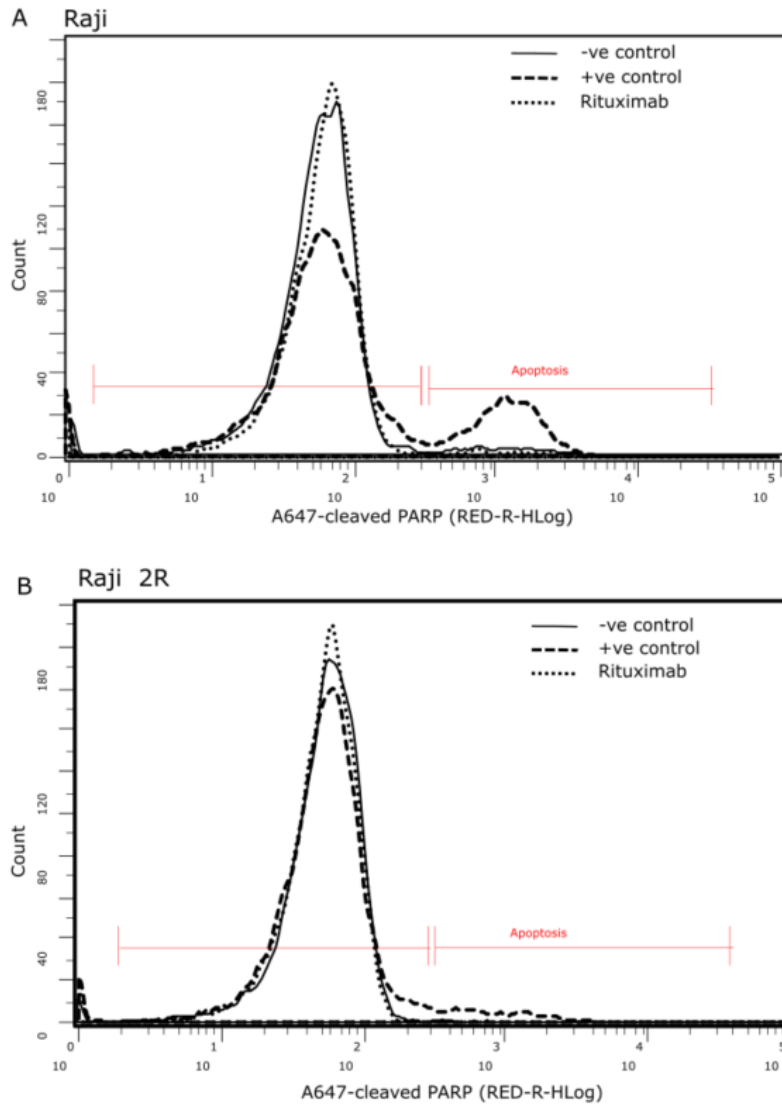 A
Raji
-ve control
+ve control
Rituximab
180
120
80
40
0
Count
Apoptosis
0 1 2 3 4 5
10 10 10 10 10 10
A647-cleaved PARP (RED-R-HLog)
B
Raji 2R
-ve control
+ve control
Rituximab
180
120
80
40
0
Count
Apoptosis
0 1 2 3 4 5
10 10 10 10 10 10
A647-cleaved PARP (RED-R-HLog)